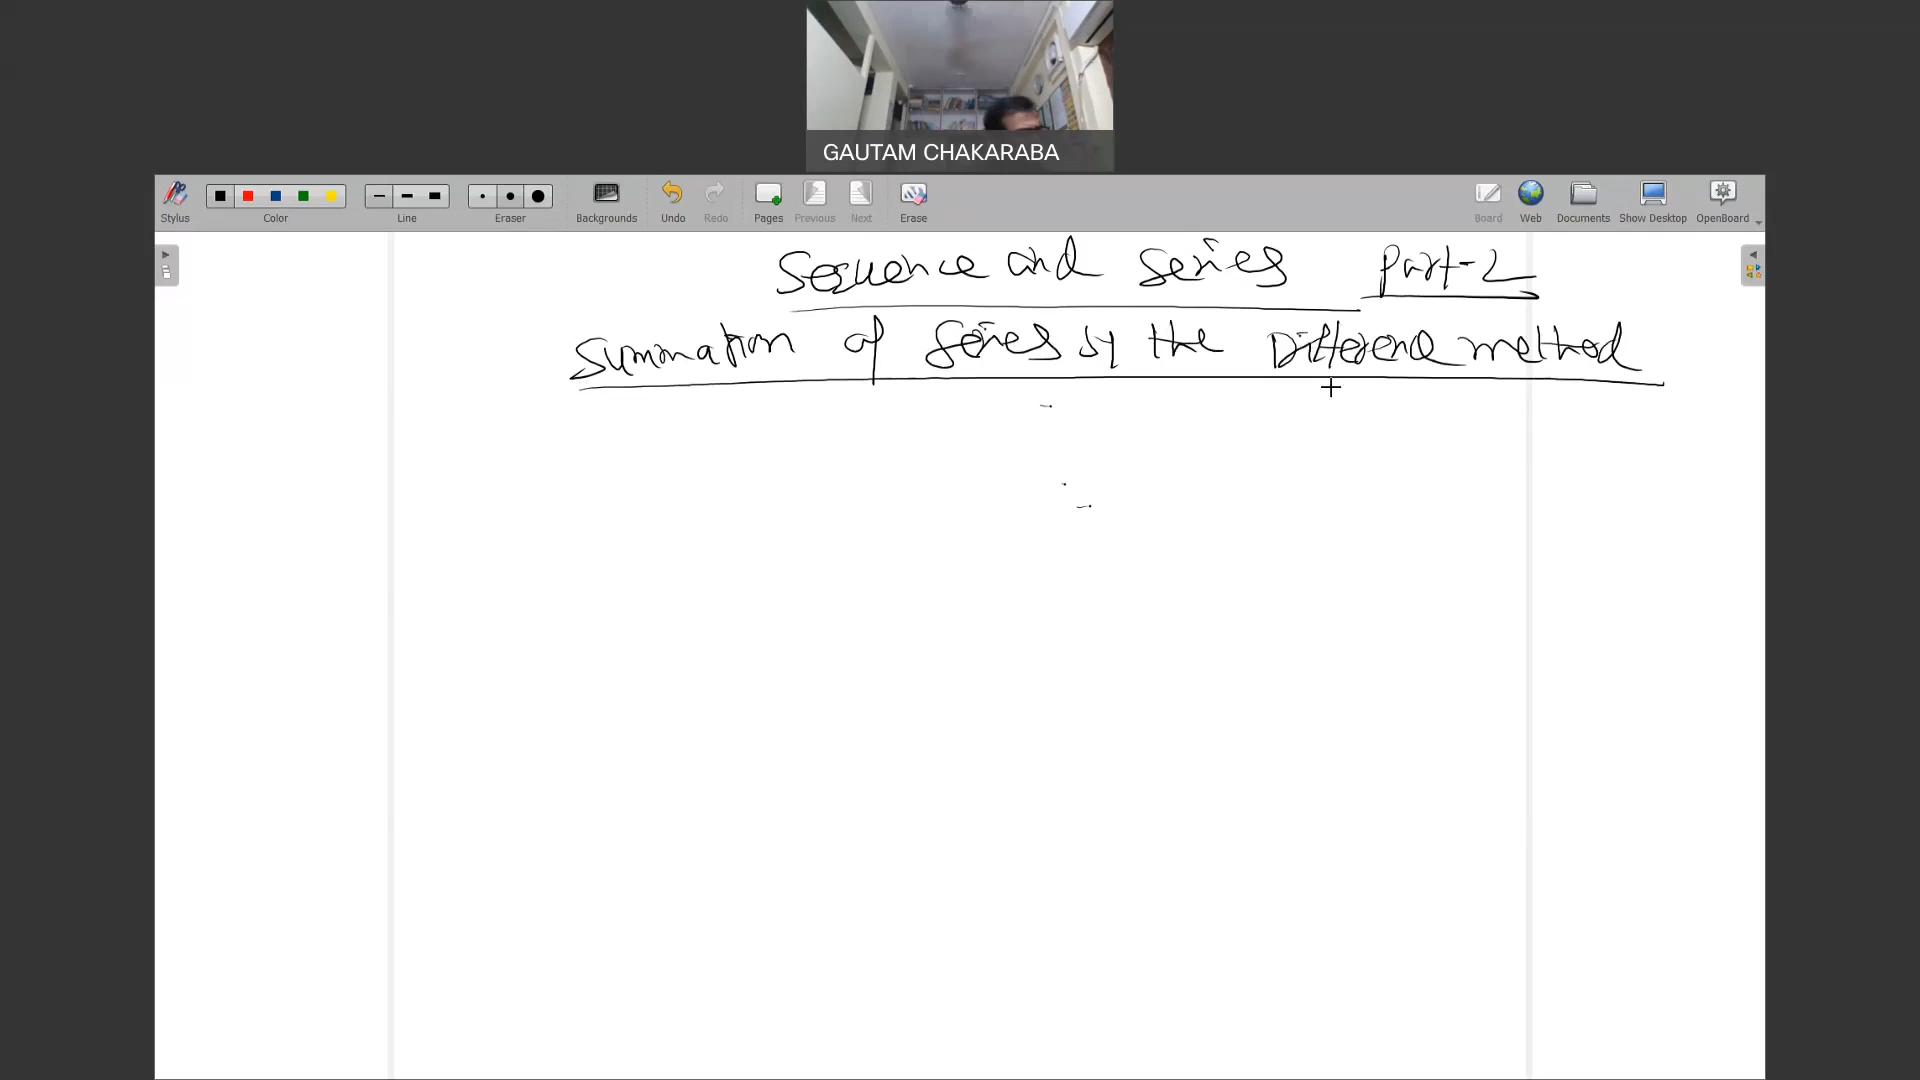 GAUTAM CHAKARABA
Stylus Color Line Eraser Backgrounds Undo Redo Pages Previous Next Erase Board Web Documents Show Desktop OpenBoard
Sequence and Series Part-2
Summation of Series by the Difference method